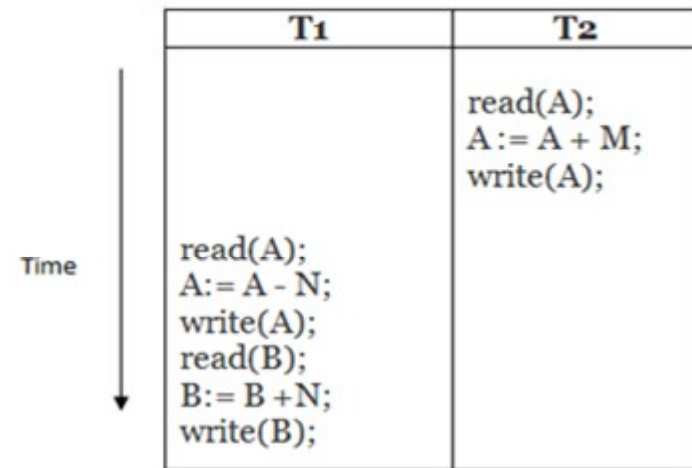 T1 T2
read(A);
A:= A + M;
write(A);
Time
read(A);
A:= A - N;
write(A);
read(B);
B:= B +N;
write(B);